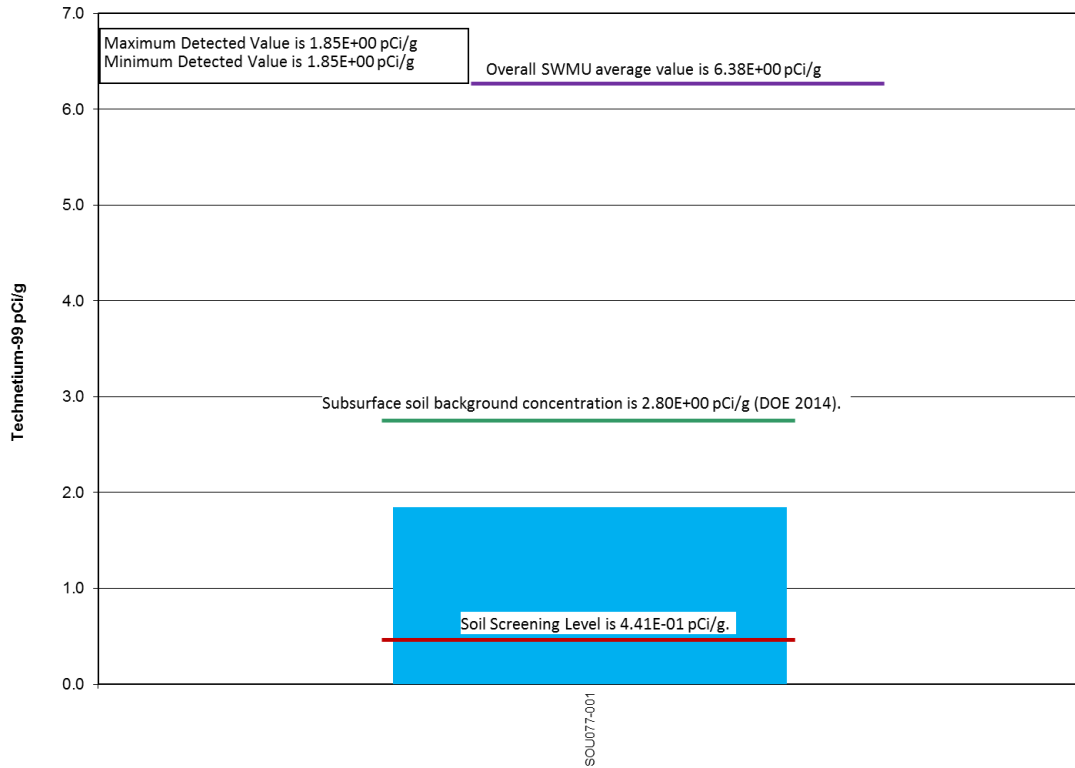 7.0
Maximum Detected Value is 1.85E+00 pCi/g
Minimum Detected Value is 1.85E+00 pCi/g
Overall SWMU average value is 6.38E+00 pCi/g
6.0
5.0
4.0
Technetium-99 pCi/g
3.0
Subsurface soil background concentration is 2.80E+00 pCi/g (DOE 2014).
2.0
1.0
Soil Screening Level is 4.41E-01 pCi/g.
0.0
SOU077-001